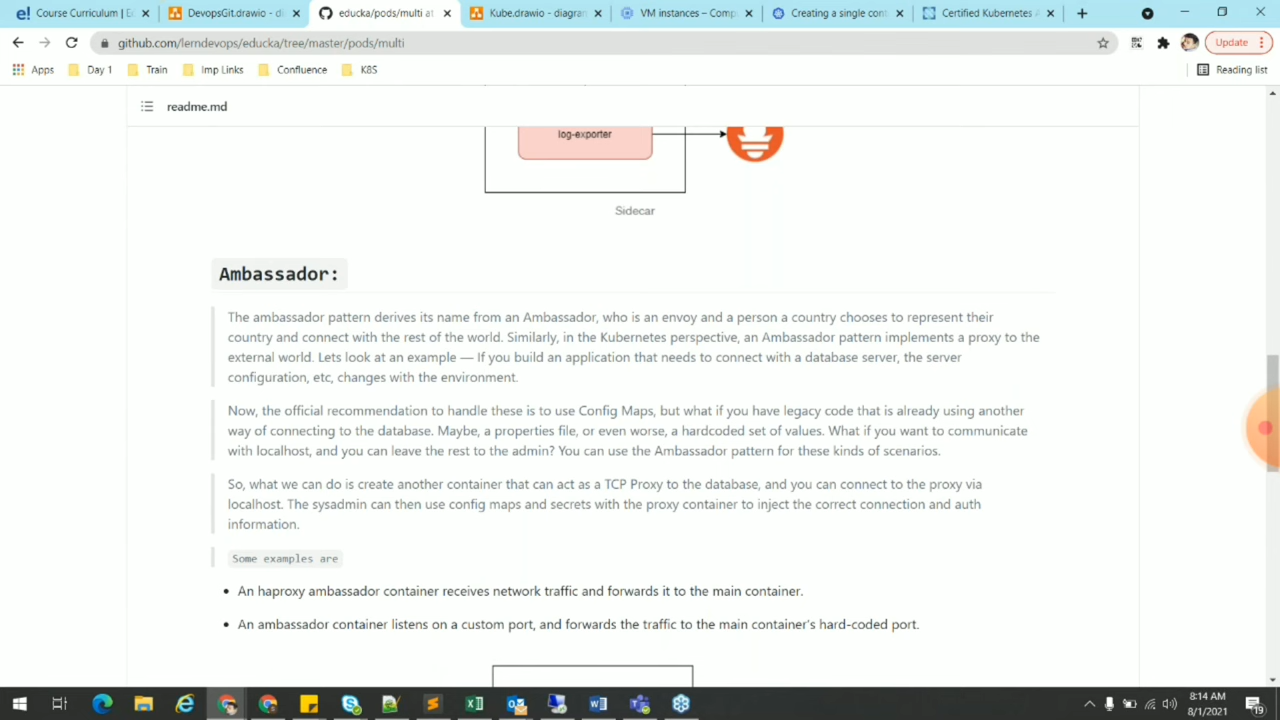 Course Curriculum | Ec
DevopsGit.drawio - di
educka/pods/multi at
Kube.drawio - diagram
VM instances – Comp
Creating a single cont
Certified Kubernetes A
github.com/lerndevops/educka/tree/master/pods/multi
Update
Apps
Day 1
Train
Imp Links
Confluence
K8S
Reading list
readme.md
log-exporter
Sidecar
Ambassador:
The ambassador pattern derives its name from an Ambassador, who is an envoy and a person a country chooses to represent their
country and connect with the rest of the world. Similarly, in the Kubernetes perspective, an Ambassador pattern implements a proxy to the
external world. Lets look at an example — If you build an application that needs to connect with a database server, the server
configuration, etc, changes with the environment.
Now, the official recommendation to handle these is to use Config Maps, but what if you have legacy code that is already using another
way of connecting to the database. Maybe, a properties file, or even worse, a hardcoded set of values. What if you want to communicate
with localhost, and you can leave the rest to the admin? You can use the Ambassador pattern for these kinds of scenarios.
So, what we can do is create another container that can act as a TCP Proxy to the database, and you can connect to the proxy via
localhost. The sysadmin can then use config maps and secrets with the proxy container to inject the correct connection and auth
information.
Some examples are
• An haproxy ambassador container receives network traffic and forwards it to the main container.
• An ambassador container listens on a custom port, and forwards the traffic to the main container's hard-coded port.
8:14 AM
8/1/2021
19